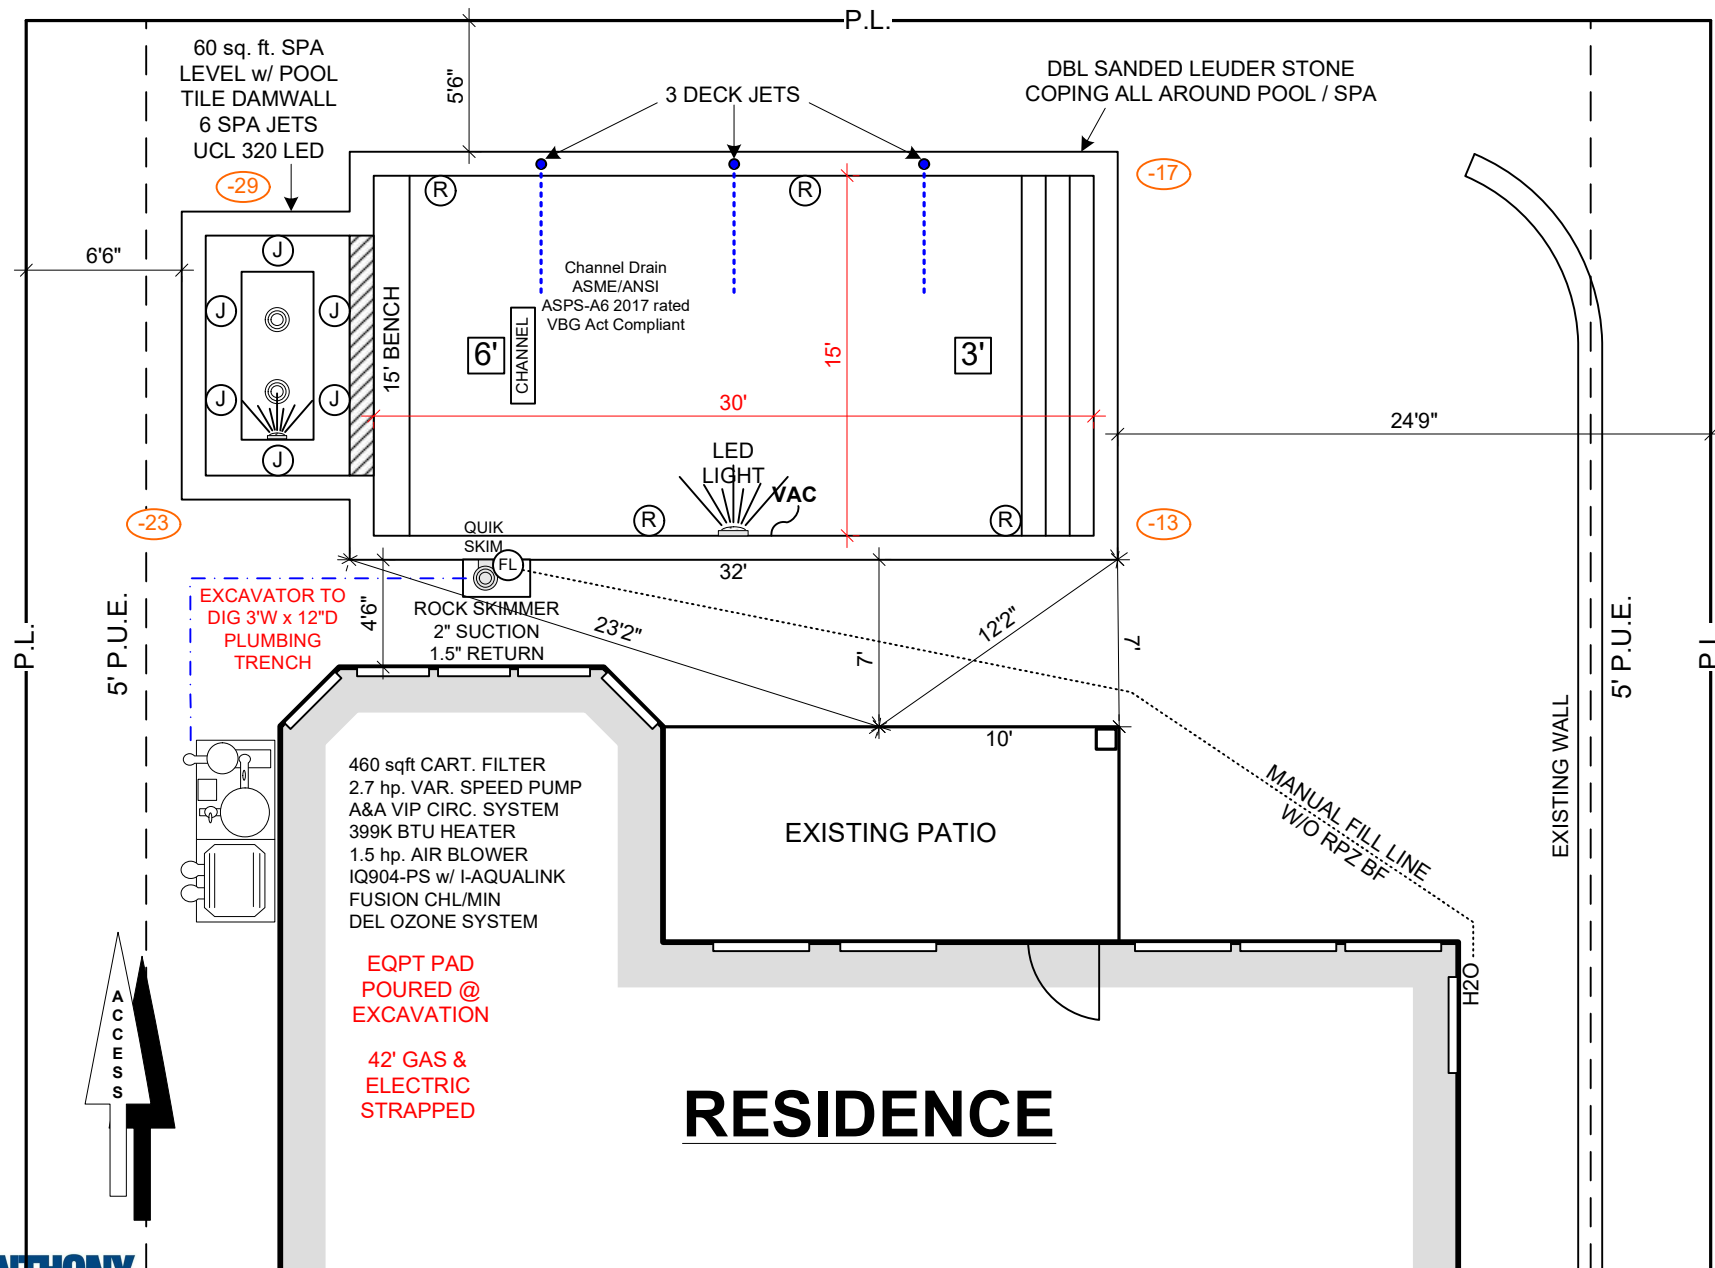 P.L.
60 sq. ft. SPA
LEVEL w/ POOL
TILE DAMWALL
6 SPA JETS
UCL 320 LED
5'6"
3 DECK JETS
DBL SANDED LEUDER STONE
COPING ALL AROUND POOL / SPA
-29
-17
R
R
6'6"
J
J
J
J
J
J
15' BENCH
Channel Drain
ASME/ANSI
ASPS-A6 2017 rated
VBG Act Compliant
6'
CHANNEL
15'
3'
30'
24'9"
LED
LIGHT
VAC
R
R
-23
-13
QUIK
SKIM
FL
32'
EXCAVATOR TO
DIG 3'W x 12"D
PLUMBING
TRENCH
4'6"
ROCK SKIMMER
2" SUCTION
1.5" RETURN
23'2"
12'2"
7'
7'
P.L.
5' P.U.E.
5' P.U.E.
10'
EXISTING WALL
MANUAL FILL LINE
W/O RPZ BF
460 sqft CART. FILTER
2.7 hp. VAR. SPEED PUMP
A&A VIP CIRC. SYSTEM
399K BTU HEATER
1.5 hp. AIR BLOWER
IQ904-PS w/ I-AQUALINK
FUSION CHL/MIN
DEL OZONE SYSTEM
EXISTING PATIO
EQPT PAD
POURED @
EXCAVATION
H2O
ACCESS
42' GAS &
ELECTRIC
STRAPPED
RESIDENCE